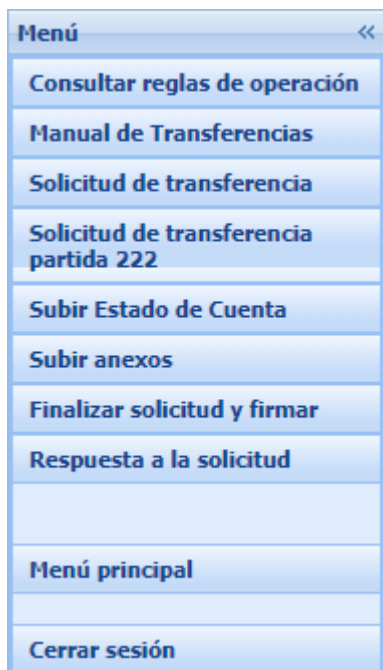 Menú «
Consultar reglas de operación
Manual de Transferencias
Solicitud de transferencia
Solicitud de transferencia
partida 222
Subir Estado de Cuenta
Subir anexos
Finalizar solicitud y firmar
Respuesta a la solicitud
Menú principal
Cerrar sesión